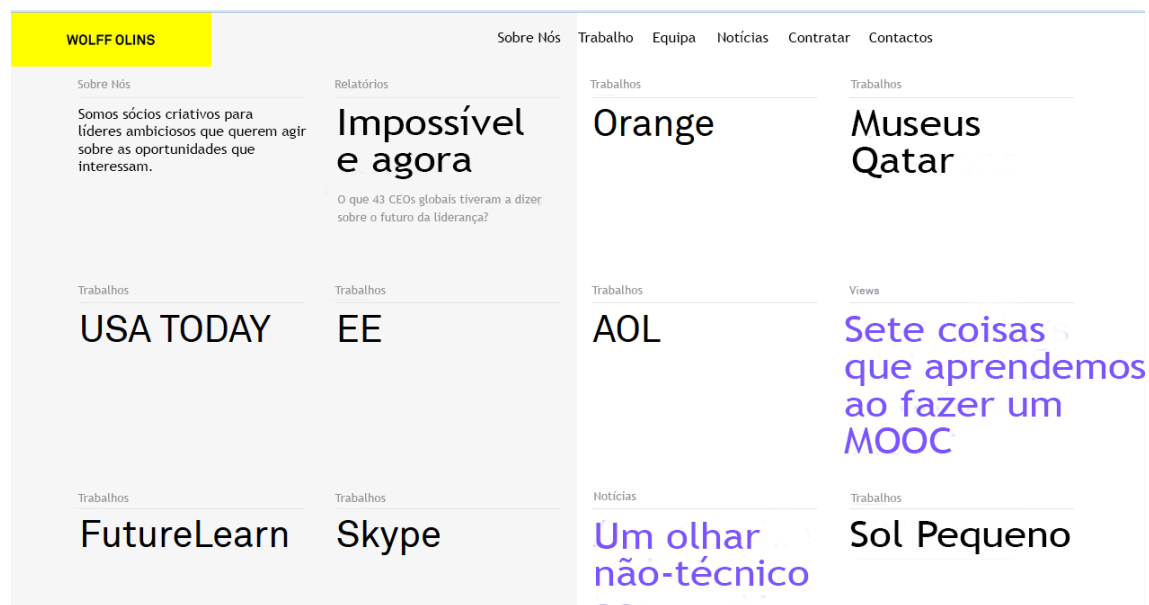 WOLFF OLINS
Sobre Nós Trabalho Equipa Notícias Contratar Contactos
Sobre Nós
Somos sócios criativos para
líderes ambiciosos que querem agir
sobre as oportunidades que
interessam.
Relatórios
Impossível
e agora
O que 43 CEOs globais tiveram a dizer
sobre o futuro da liderança?
Trabalhos
Orange
Trabalhos
Museus
Qatar
Trabalhos
USA TODAY
Trabalhos
EE
Trabalhos
AOL
Views
Sete coisas
que aprendemos
ao fazer um
MOOC
Trabalhos
FutureLearn
Trabalhos
Skype
Notícias
Um olhar
não-técnico
Trabalhos
Sol Pequeno